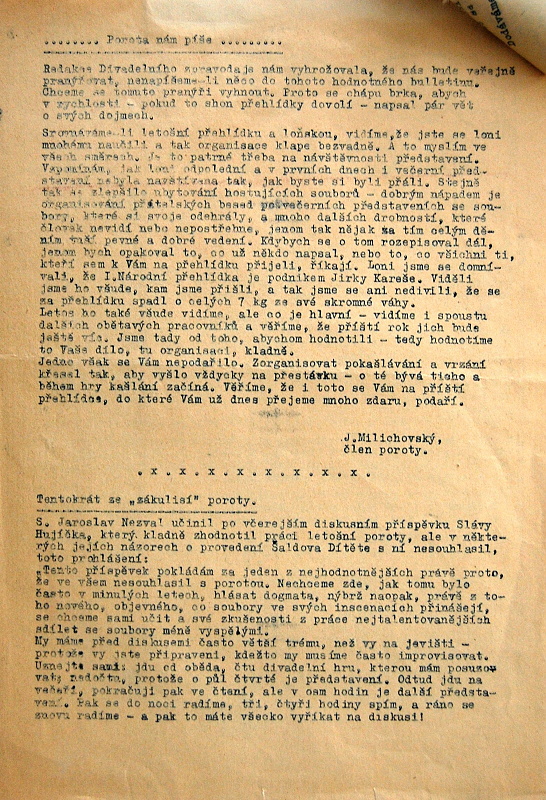 ........ Porota nám píše .........
Redakce Divadelního zpravodaje nám vyhrožovala, že nás bude veřejně
pranýřovat, nenapíšeme-li něco do tohoto hodnotného bulletinu.
Chceme se tomuto pranýři vyhnout. Proto se chápu brka, abych
v rychlosti - pokud to shon přehlídky dovolí - napsal pár vět
o svých dojmech.
Srovnáváme-li letošní přehlídku a loňskou, vidíme, že jste se loni
mnohému naučili a tak organisace klape bezvadně. A to myslím ve
všech směrech. Je to patrné třeba na návštěvnosti představení.
Vzpomínám, jak loni odpolední a v prvních dnech i večerní před-
stavení nebyla navštívena tak, jak byste si byli přáli. Stejně
tak se zlepšilo ubytování hostujících souborů - dobrým nápadem je
organisování přátelských besed po večerních představeních se sou-
bory, které si svoje odehrály, a mnoho dalších drobností, které
člověk nevidí nebo nepostřehne, jenom tak nějak za tím celým dě-
ním tuší pevné a dobré vedení. Kdybych se o tom rozepisoval dál,
jenom bych opakoval to, co už někdo napsal, nebo to, co všichni ti,
kteří sem k Vám na přehlídku přijeli, říkají. Loni jsme se domní-
vali, že I.Národní přehlídka je podnikem Jirky Karaše. Viděli
jsme ho všude, kam jsme přišli, a tak jsme se ani nedivili, že se
za přehlídku spadl o celých 7 kg ze své skromné váhy.
Letos ho také všude vidíme, ale co je hlavní - vidíme i spoustu
dalších obětavých pracovníků a věříme, že příští rok jich bude
ještě víc. Jsme tady od toho, abychom hodnotili - tedy hodnotíme
to Vaše dílo, tu organisaci, kladně.
Jedno však se Vám nepodařilo. Zorganisovat pokašlávání a vrzání
křesel tak, aby vyšlo vždycky na přestávku - o té bývá ticho a
během hry kašlání začíná. Věříme, že i toto se Vám na příští
přehlídce, do které Vám už dnes přejeme mnoho zdaru, podaří.
J.Milichovský,
člen poroty.
. x . x . x . x . x . x . x . x .
Tentokrát ze „zákulisí" poroty.
S. Jaroslav Nezval učinil po včerejším diskusním příspěvku Slávy
Hujíčka, který kladně zhodnotil práci letošní poroty, ale v někte-
rých jejích názorech o provedení Šaldova Dítěte s ní nesouhlasil,
toto prohlášení:
„Tento příspěvek pokládám za jeden z nejhodnotnějších právě proto,
že ve všem nesouhlasil s porotou. Nechceme zde, jak tomu bylo
často v minulých letech, hlásat dogmata, nýbrž naopak, právě z to-
ho nového, objevného, co soubory ve svých inscenacích přinášejí,
se chceme sami učit a své zkušenosti z práce nejtalentovanějších
sdílet se soubory méně vyspělými.
My máme před diskusemi často větší trému, než vy na jevišti -
protože vy jste připraveni, kdežto my musíme často improvisovat.
Uznejte sami: jdu od oběda, čtu divadelní hru, kterou mám posuzov
vat; nedočtu, protože o půl čtvrté je představení. Odtud jdu na
večeři, pokračuji pak ve čtení, ale v osm hodin je další předsta-
vení. Pak se do noci radíme, tři, čtyři hodiny spím, a ráno se
znovu radíme - a pak to máte všecko vyříkat na diskusi!